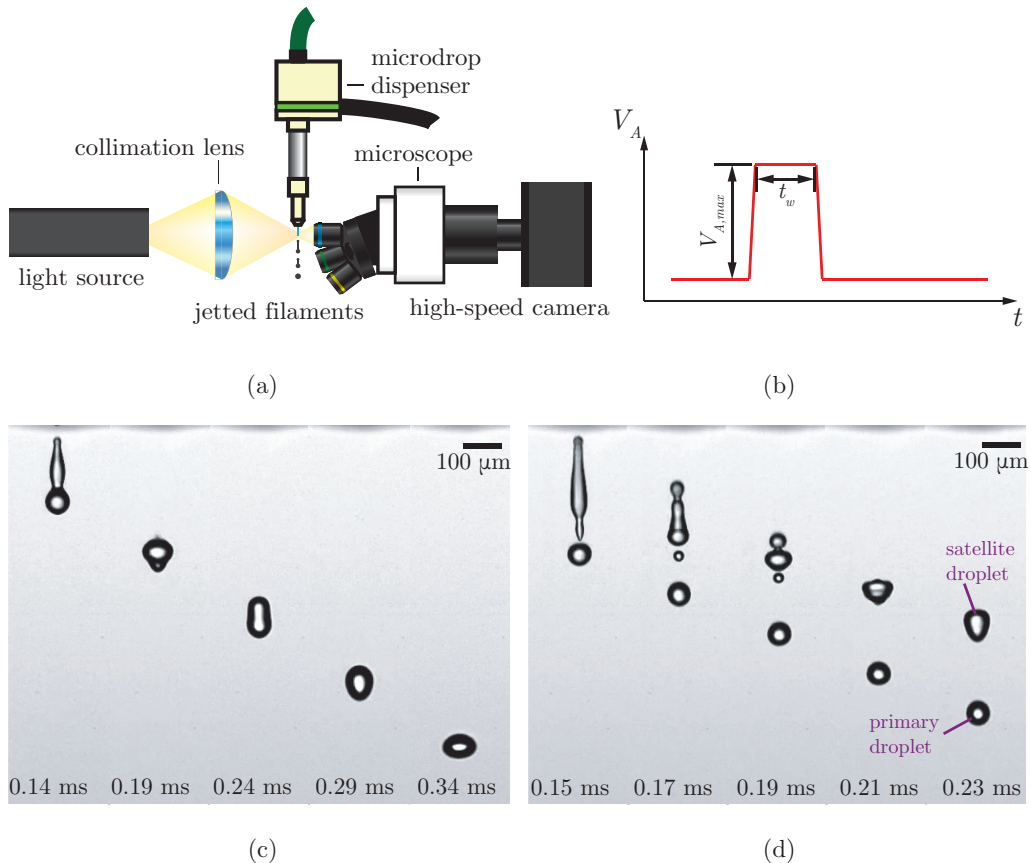 microdrop
dispenser
collimation lens
microscope
light source
jetted filaments
high-speed camera
(a)
V_A
V_{A,max}
t_w
t
(b)
100 µm
0.14 ms 0.19 ms 0.24 ms 0.29 ms 0.34 ms
(c)
100 µm
satellite
droplet
primary
droplet
0.15 ms 0.17 ms 0.19 ms 0.21 ms 0.23 ms
(d)